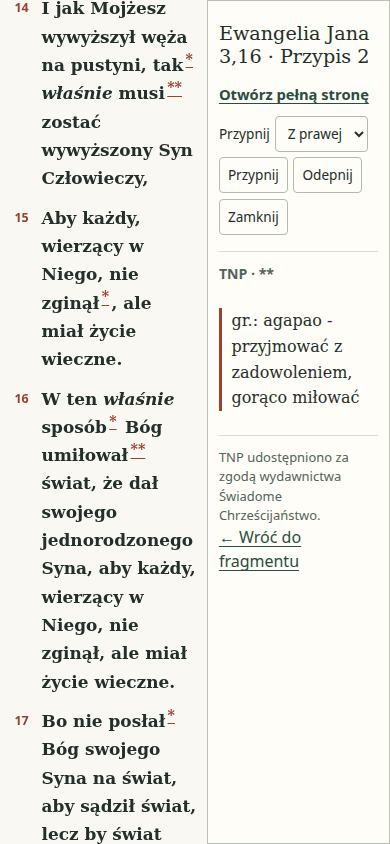 14 I jak Mojżesz
wywyższył węża
na pustyni, tak*
właśnie musi**
zostać
wywyższony Syn
Człowieczy,
15 Aby każdy,
wierzący w
Niego, nie
zginął*, ale
miał życie
wieczne.
16 W ten właśnie
sposób* Bóg
umiłował**
świat, że dał
swojego
jednorodzonego
Syna, aby każdy,
wierzący w
Niego, nie
zginął, ale miał
życie wieczne.
17 Bo nie posłał*
Bóg swojego
Syna na świat,
aby sądził świat,
lecz by świat
Ewangelia Jana
3,16 · Przypis 2
Otwórz pełną stronę
Przypnij Z prawej
Przypnij Odepnij
Zamknij
TNP · **
gr.: agapao -
przyjmować z
zadowoleniem,
gorąco miłować
TNP udostępniono za
zgodą wydawnictwa
Świadome
Chrześcijaństwo.
← Wróć do
fragmentu